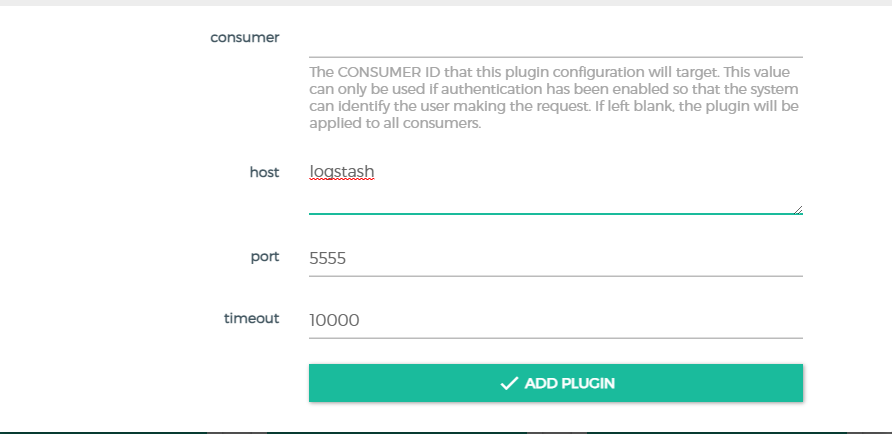 consumer
The CONSUMER ID that this plugin configuration will target. This value
can only be used if authentication has been enabled so that the system
can identify the user making the request. If left blank, the plugin will be
applied to all consumers.
host
logstash
port
5555
timeout
10000
ADD PLUGIN